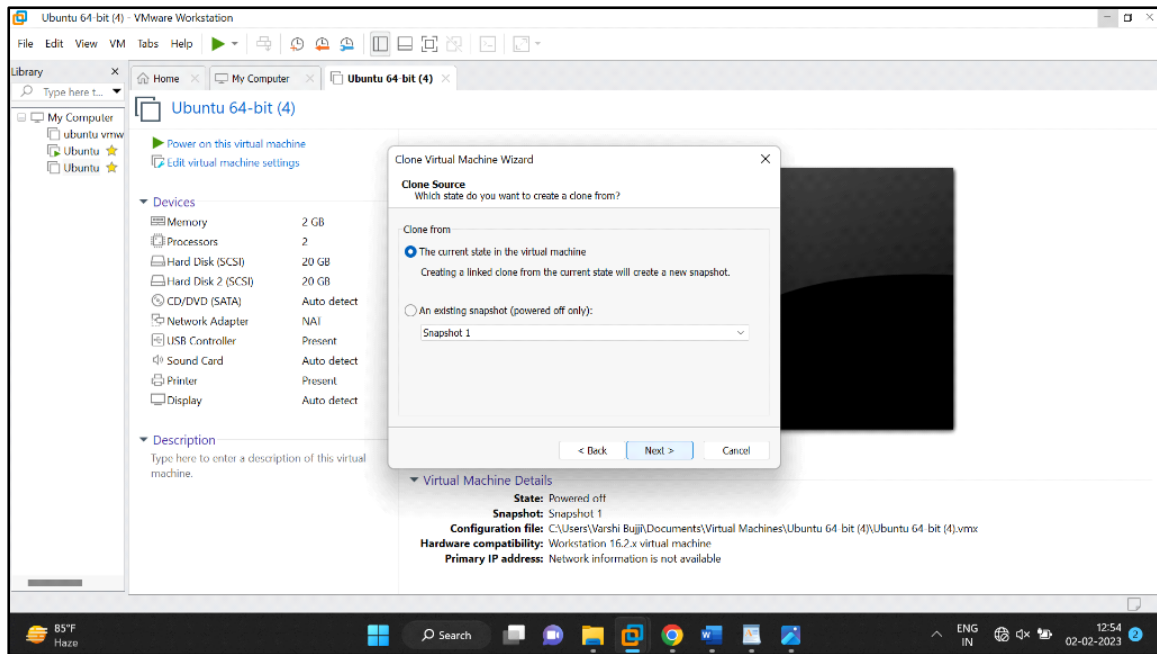 Ubuntu 64-bit (4) - VMware Workstation
File Edit View VM Tabs Help
Library
Type here t...
My Computer
ubuntu vmw
Ubuntu
Ubuntu
Home
My Computer
Ubuntu 64-bit (4)
Ubuntu 64-bit (4)
Power on this virtual machine
Edit virtual machine settings
Devices
Memory 2 GB
Processors 2
Hard Disk (SCSI) 20 GB
Hard Disk 2 (SCSI) 20 GB
CD/DVD (SATA) Auto detect
Network Adapter NAT
USB Controller Present
Sound Card Auto detect
Printer Present
Display Auto detect
Description
Type here to enter a description of this virtual
machine.
Clone Virtual Machine Wizard
Clone Source
Which state do you want to create a clone from?
Clone from
The current state in the virtual machine
Creating a linked clone from the current state will create a new snapshot.
An existing snapshot (powered off only):
Snapshot 1
< Back Next > Cancel
Virtual Machine Details
State: Powered off
Snapshot: Snapshot 1
Configuration file: C:\Users\Varshi Bujji\Documents\Virtual Machines\Ubuntu 64-bit (4)\Ubuntu 64-bit (4).vmx
Hardware compatibility: Workstation 16.2.x virtual machine
Primary IP address: Network information is not available
85°F
Haze
Search
ENG
IN
12:54
02-02-2023
2